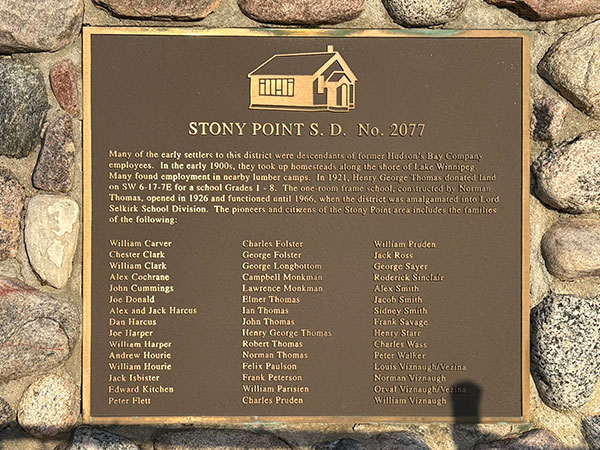 STONY POINT S. D. No. 2077
Many of the early settlers to this district were descendants of former Hudson's Bay Company
employees. In the early 1900s, they took up homesteads along the shore of Lake Winnipeg
Many found employment in nearby lumber camps. In 1921, Henry George Thomas donated land
on SW 6-17-7E for a school Grades 1 - 8. The one-room frame school, constructed by Norman
Thomas, opened in 1926 and functioned until 1966, when the district was amalgamated into Lord
Selkirk School Division. The pioneers and citizens of the Stony Point area includes the families
of the following:
William Carver
Chester Clark
William Clark
Alex Cochrane
John Cummings
Joe Donald
Alex and Jack Harcus
Dan Harcus
Joe Harper
William Harper
Andrew Hourie
William Hourie
Jack Isbister
Edward Kitchen
Peter Flett
Charles Folster
George Folster
George Longbottom
Campbell Monkman
Lawrence Monkman
Elmer Thomas
Ian Thomas
John Thomas
Henry George Thomas
Robert Thomas
Norman Thomas
Felix Paulson
Frank Peterson
William Parisien
Charles Pruden
William Pruden
Jack Ross
George Sayer
Roderick Sinclair
Alex Smith
Jacob Smith
Sidney Smith
Frank Savage
Henry Starr
Charles Wass
Peter Walker
Louis Viznaugh/Vezina
Norman Viznaugh
Orval Viznaugh/Vezina
William Viznaugh